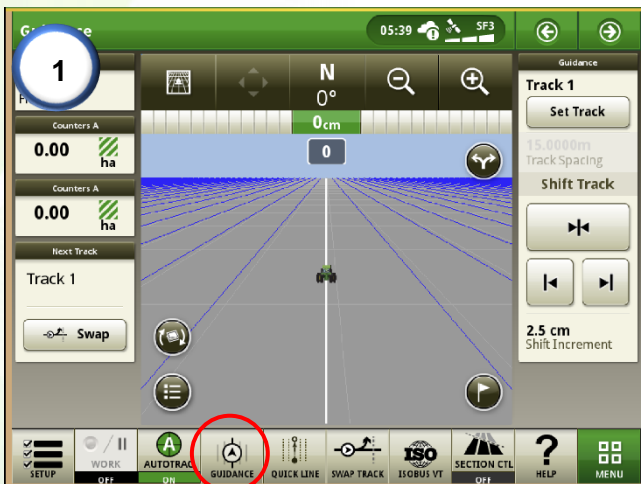 Guidance
05:39
SF3
1
N
0°
0cm
0
Counters A
0.00
ha
Counters A
0.00
ha
Next Track
Track 1
Swap
Guidance
Track 1
Set Track
15.0000m
Track Spacing
Shift Track
2.5 cm
Shift Increment
SETUP
WORK
OFF
A
AUTOTRAC
ON
GUIDANCE
QUICK LINE
SWAP TRACK
ISO
ISOBUS VT
SECTION CTL
OFF
?
HELP
MENU